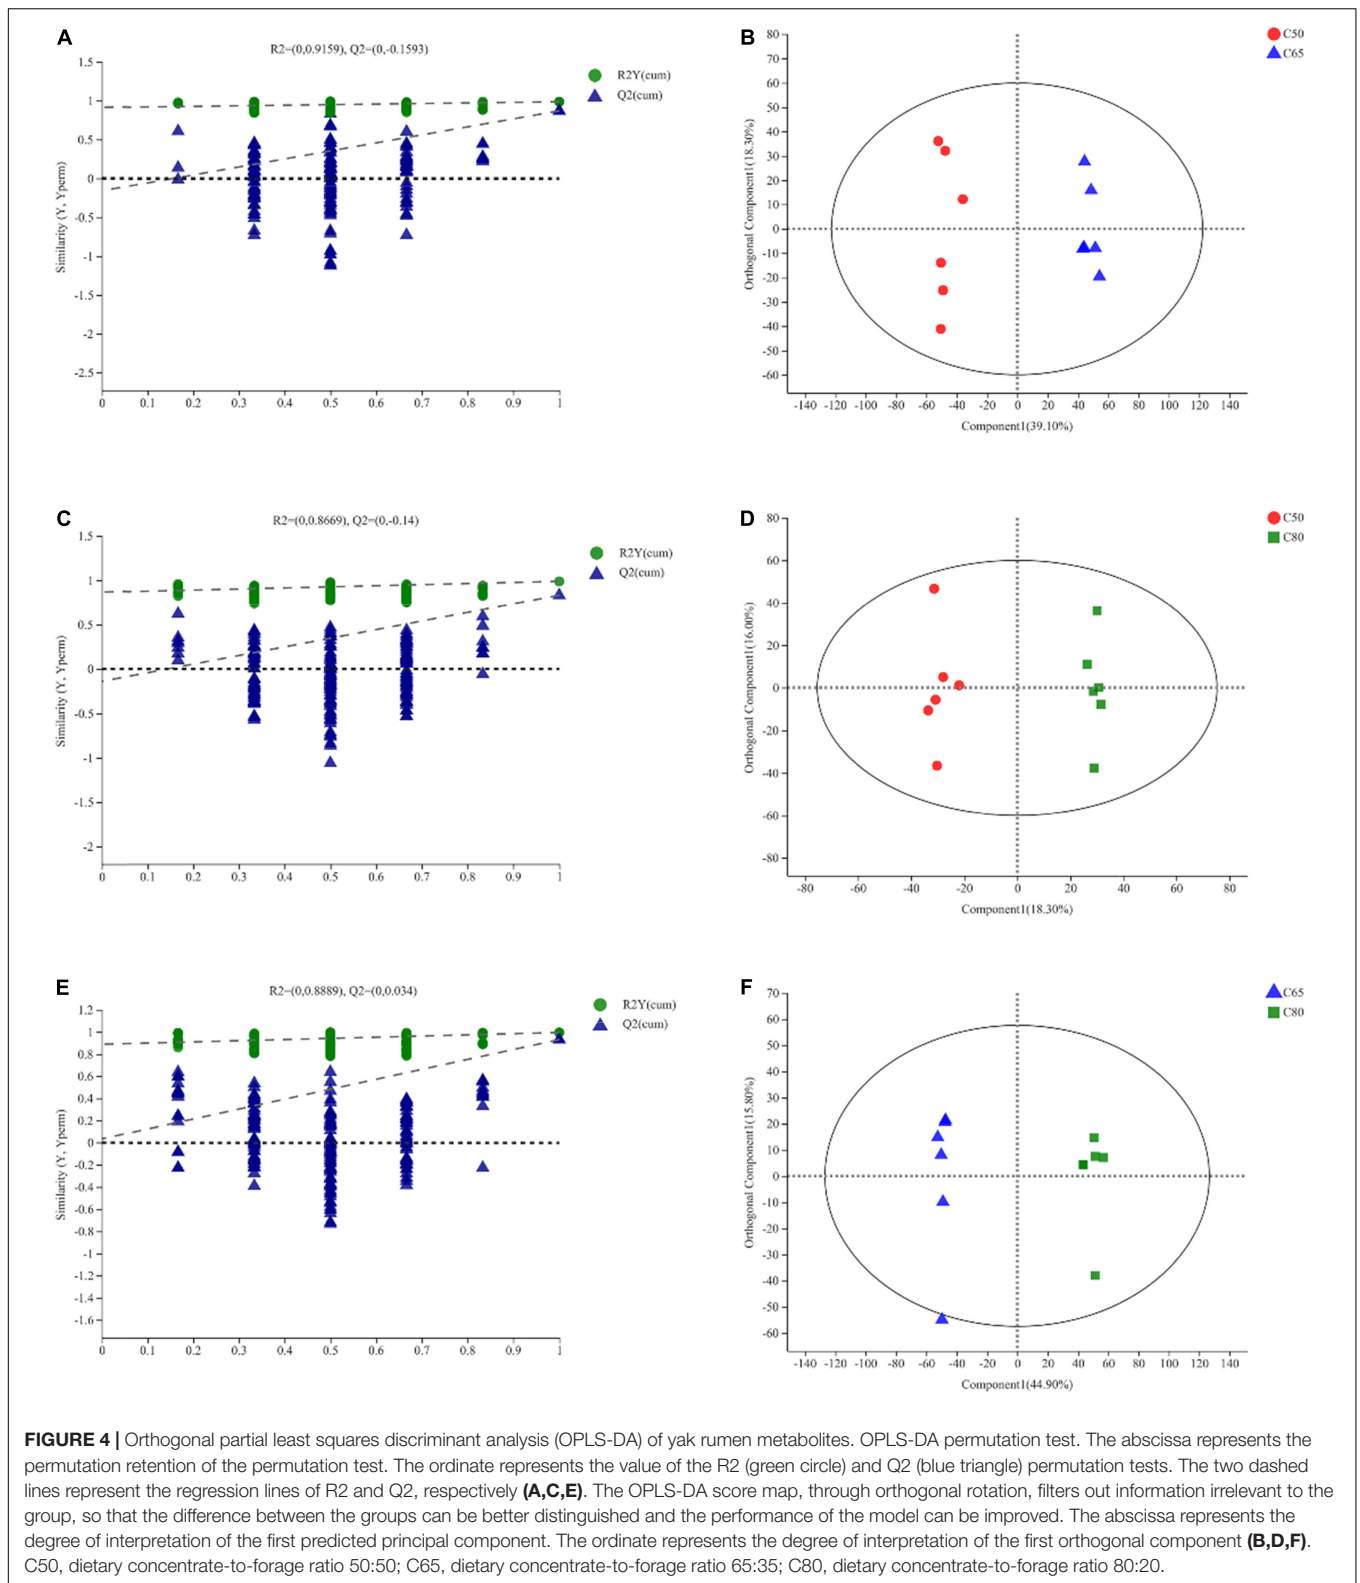 A
R2=(0,0.9159), Q2=(0,-0.1593)
R2Y(cum)
Q2(cum)
Similarity (Y, Yperm)
1.5
1
0.5
0
-0.5
-1
-1.5
-2
-2.5
0 0.1 0.2 0.3 0.4 0.5 0.6 0.7 0.8 0.9 1
B
C50
C65
Orthogonal Component1(18.30%)
80
70
60
50
40
30
20
10
0
-10
-20
-30
-40
-50
-60
-140 -120 -100 -80 -60 -40 -20 0 20 40 60 80 100 120 140
Component1(39.10%)
C
R2=(0,0.8669), Q2=(0,-0.14)
R2Y(cum)
Q2(cum)
Similarity (Y, Yperm)
1.5
1
0.5
0
-0.5
-1
-1.5
-2
0 0.1 0.2 0.3 0.4 0.5 0.6 0.7 0.8 0.9 1
D
C50
C80
Orthogonal Component1(16.00%)
80
60
40
20
0
-20
-40
-60
-80
-80 -60 -40 -20 0 20 40 60 80
Component1(18.30%)
E
R2=(0,0.8889), Q2=(0,0.034)
R2Y(cum)
Q2(cum)
Similarity (Y, Yperm)
1.2
1
0.8
0.6
0.4
0.2
0
-0.2
-0.4
-0.6
-0.8
-1
-1.2
-1.4
-1.6
0 0.1 0.2 0.3 0.4 0.5 0.6 0.7 0.8 0.9 1
F
C65
C80
Orthogonal Component1(15.80%)
70
60
50
40
30
20
10
0
-10
-20
-30
-40
-50
-60
-140 -120 -100 -80 -60 -40 -20 0 20 40 60 80 100 120 140
Component1(44.90%)
FIGURE 4 | Orthogonal partial least squares discriminant analysis (OPLS-DA) of yak rumen metabolites. OPLS-DA permutation test. The abscissa represents the
permutation retention of the permutation test. The ordinate represents the value of the R2 (green circle) and Q2 (blue triangle) permutation tests. The two dashed
lines represent the regression lines of R2 and Q2, respectively (A,C,E). The OPLS-DA score map, through orthogonal rotation, filters out information irrelevant to the
group, so that the difference between the groups can be better distinguished and the performance of the model can be improved. The abscissa represents the
degree of interpretation of the first predicted principal component. The ordinate represents the degree of interpretation of the first orthogonal component (B,D,F).
C50, dietary concentrate-to-forage ratio 50:50; C65, dietary concentrate-to-forage ratio 65:35; C80, dietary concentrate-to-forage ratio 80:20.